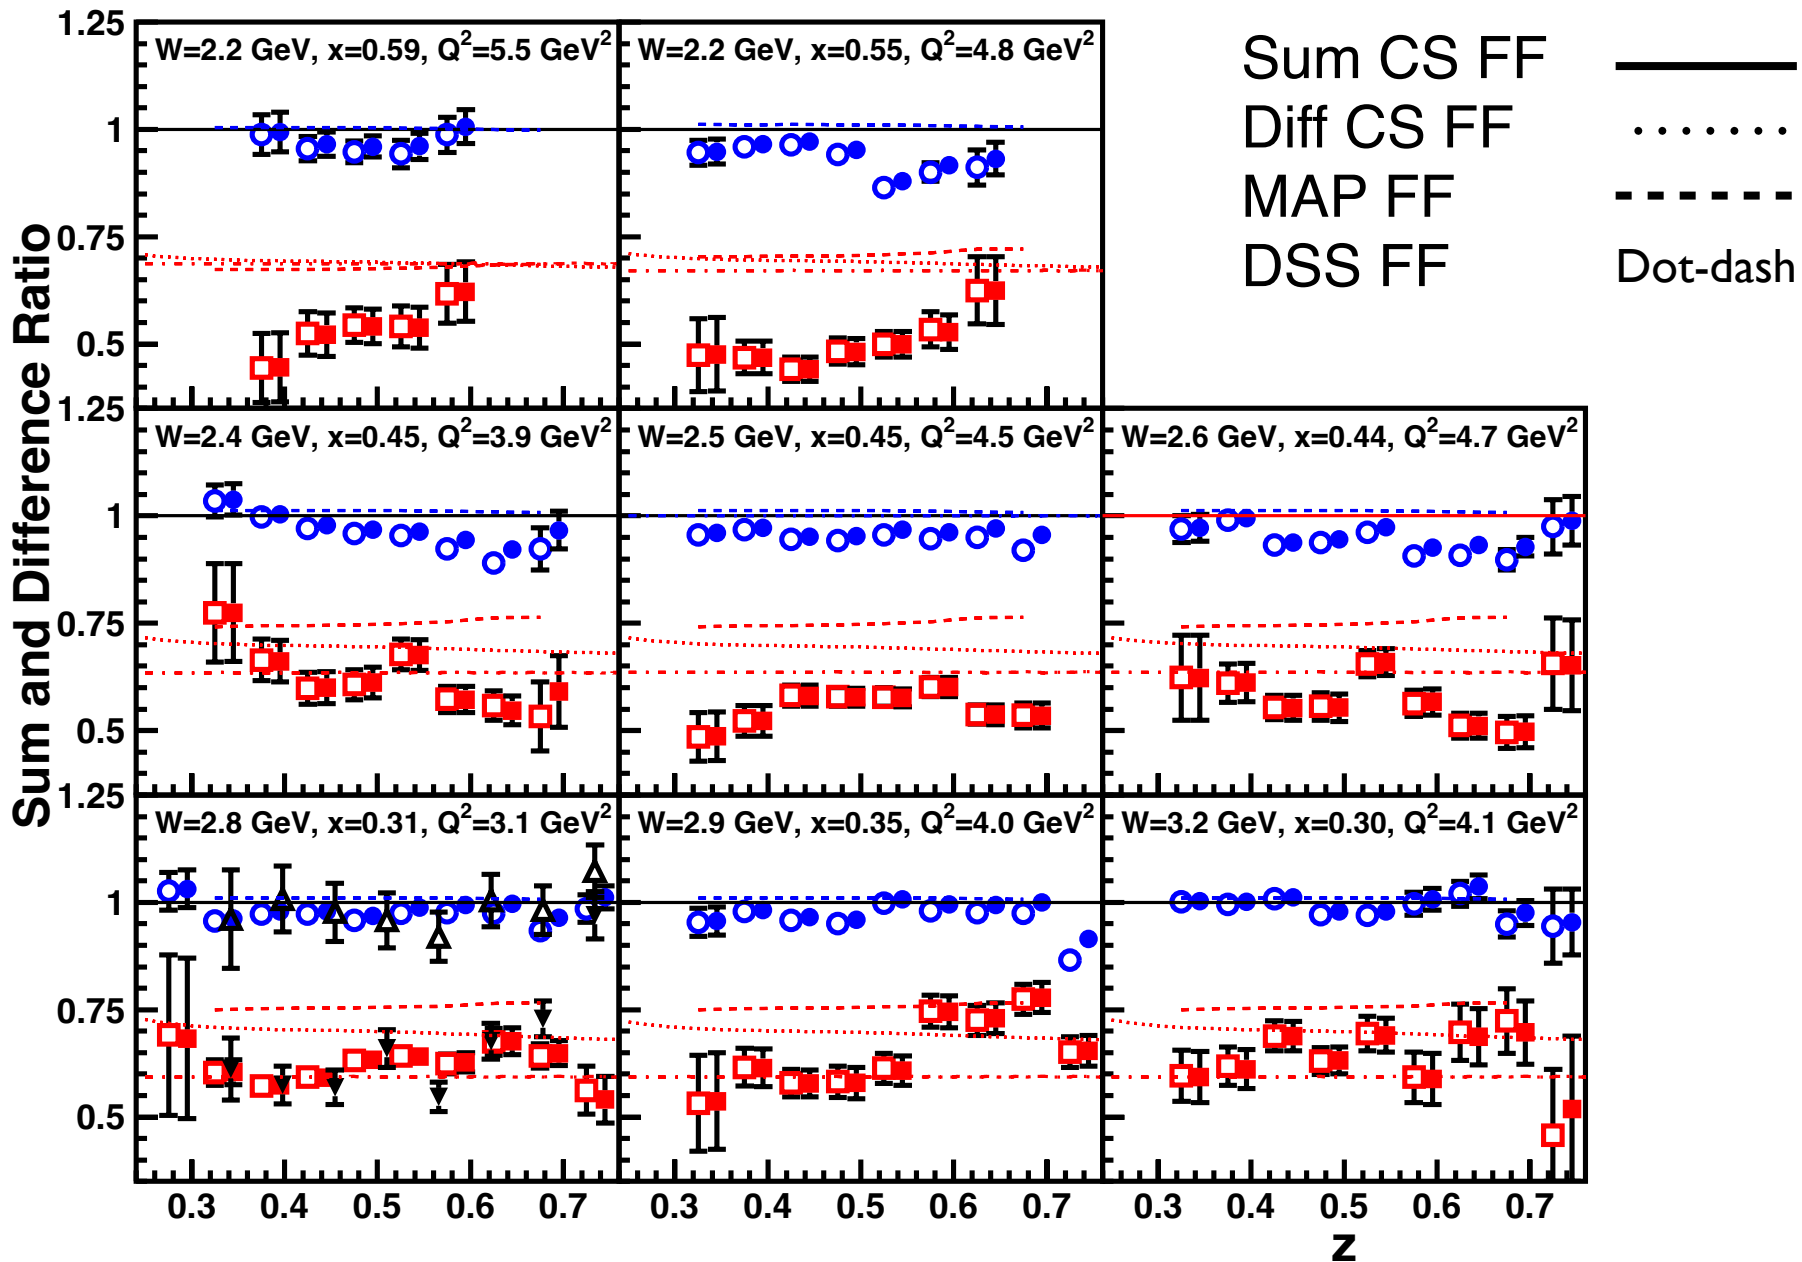 1.25
W=2.2 GeV, x=0.59, Q²=5.5 GeV²
W=2.2 GeV, x=0.55, Q²=4.8 GeV²
Sum CS FF
Diff CS FF
MAP FF
DSS FF Dot-dash
1
0.75
0.5
Sum and Difference Ratio
1.25
W=2.4 GeV, x=0.45, Q²=3.9 GeV²
W=2.5 GeV, x=0.45, Q²=4.5 GeV²
W=2.6 GeV, x=0.44, Q²=4.7 GeV²
1
0.75
0.5
1.25
W=2.8 GeV, x=0.31, Q²=3.1 GeV²
W=2.9 GeV, x=0.35, Q²=4.0 GeV²
W=3.2 GeV, x=0.30, Q²=4.1 GeV²
1
0.75
0.5
0.3 0.4 0.5 0.6 0.7 0.3 0.4 0.5 0.6 0.7 0.3 0.4 0.5 0.6 0.7
z